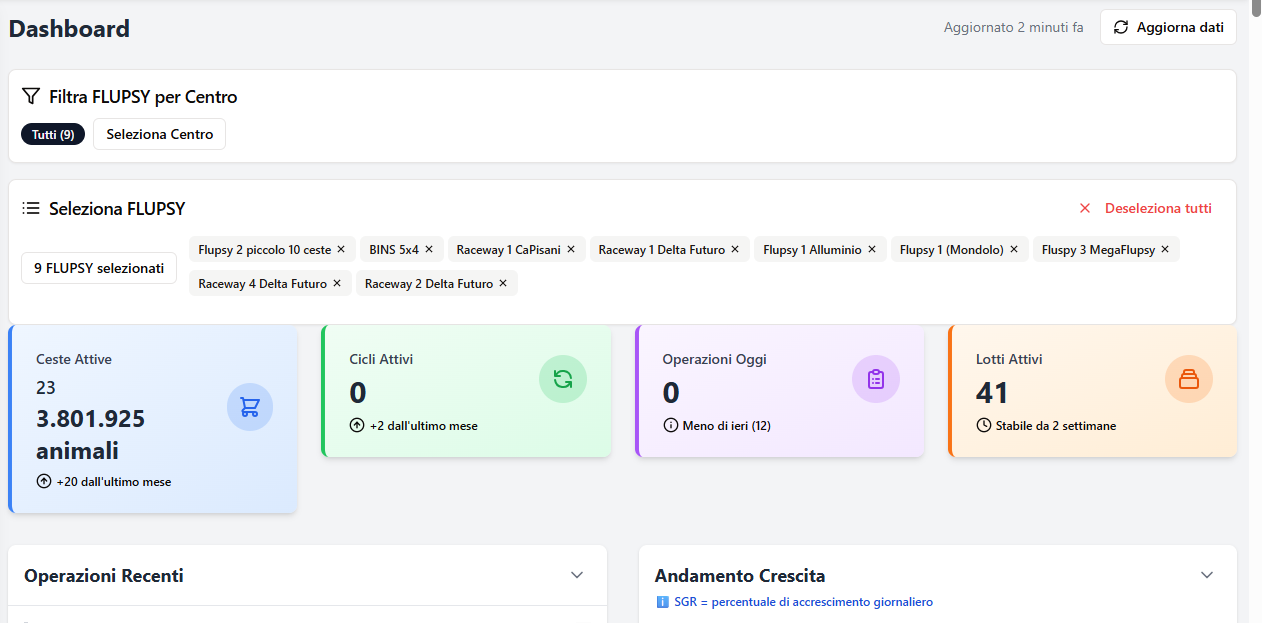 Dashboard
Aggiornato 2 minuti fa
Aggiorna dati
Filtra FLUPSY per Centro
Tutti (9)
Seleziona Centro
Seleziona FLUPSY
Deseleziona tutti
9 FLUPSY selezionati
Flupsy 2 piccolo 10 ceste ×
BINS 5x4 ×
Raceway 1 CaPisani ×
Raceway 1 Delta Futuro ×
Flupsy 1 Alluminio ×
Flupsy 1 (Mondolo) ×
Fluspy 3 MegaFlupsy ×
Raceway 4 Delta Futuro ×
Raceway 2 Delta Futuro ×
Ceste Attive
23
3.801.925
animali
+20 dall'ultimo mese
Cicli Attivi
0
+2 dall'ultimo mese
Operazioni Oggi
0
Meno di ieri (12)
Lotti Attivi
41
Stabile da 2 settimane
Operazioni Recenti
Andamento Crescita
ℹ️ SGR = percentuale di accrescimento giornaliero